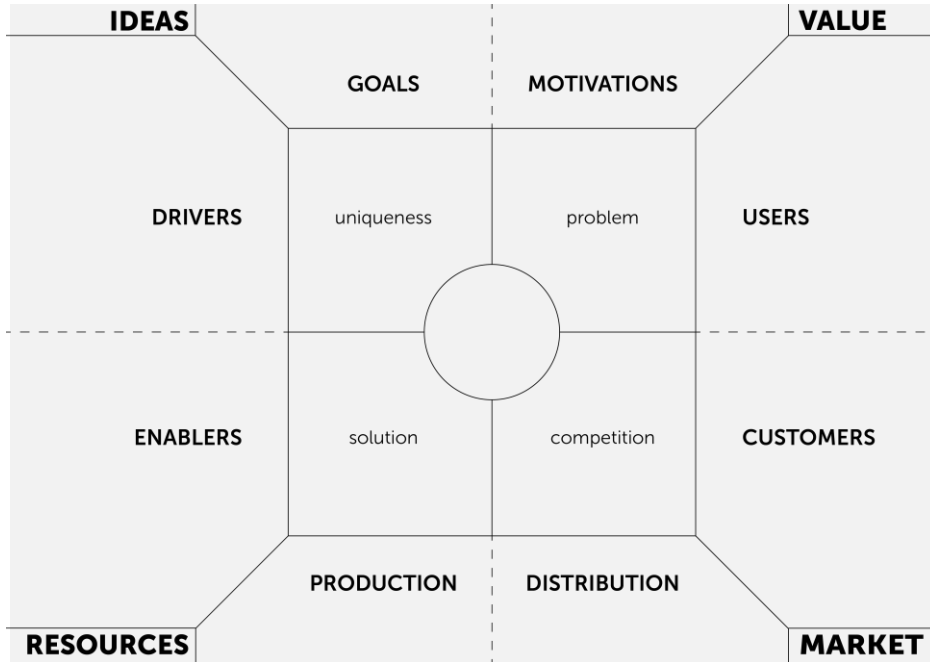 IDEAS
VALUE
GOALS
MOTIVATIONS
DRIVERS
uniqueness
problem
USERS
ENABLERS
solution
competition
CUSTOMERS
PRODUCTION
DISTRIBUTION
RESOURCES
MARKET